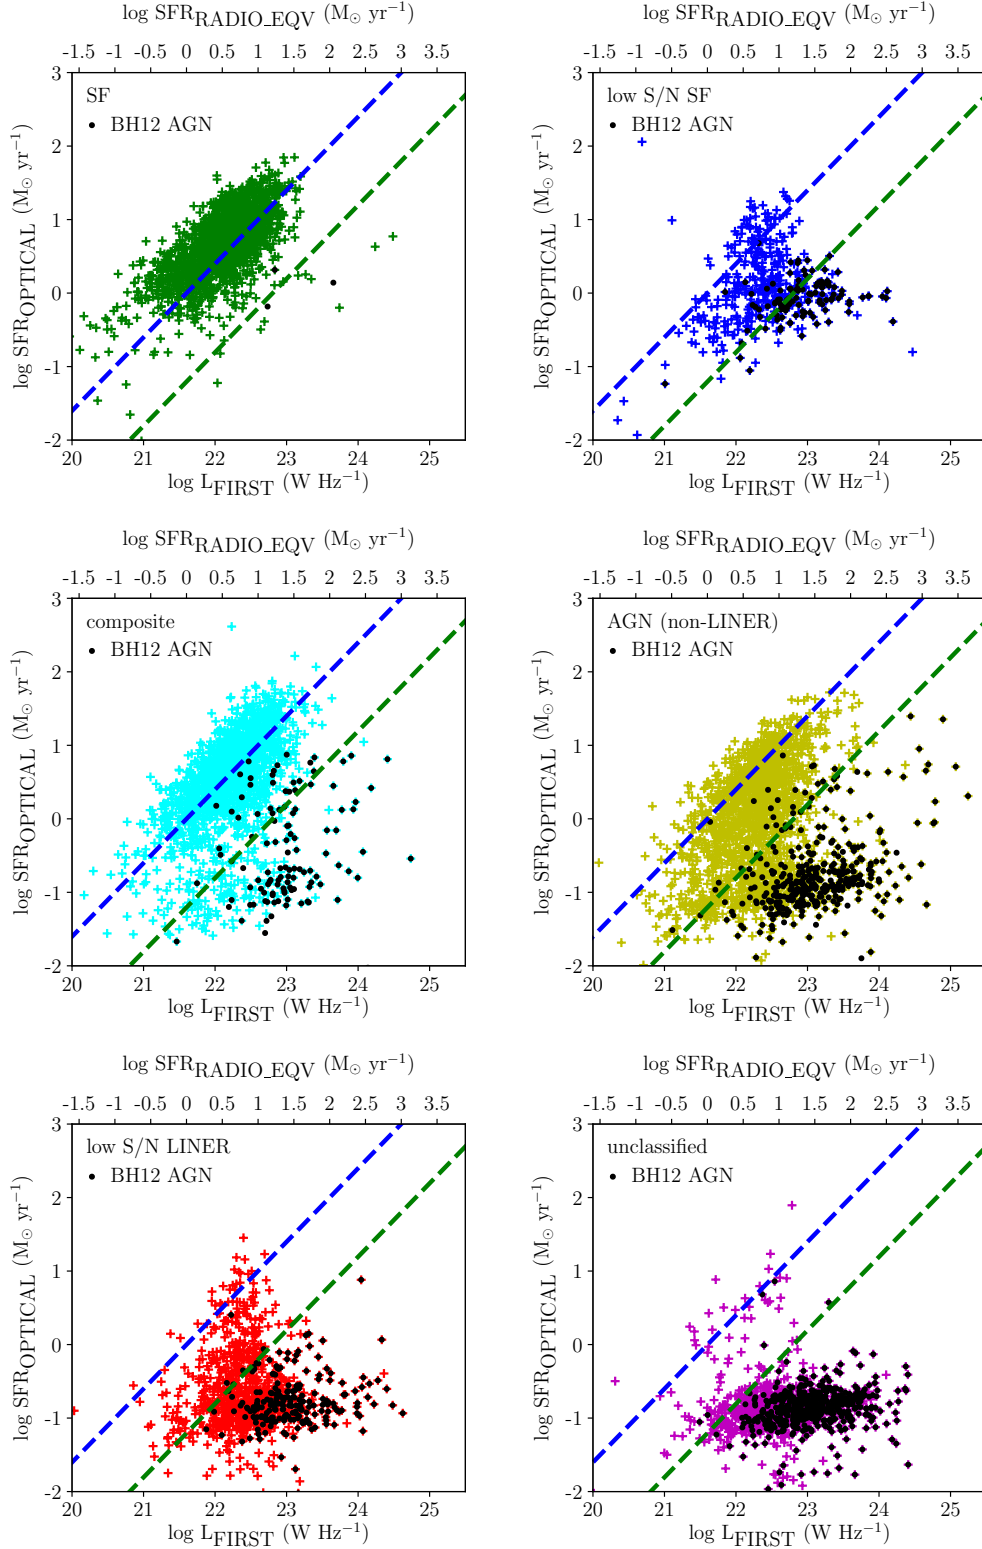 log SFR_RADIO_EQV (M⊙ yr⁻¹)
-1.5 -1 -0.5 0 0.5 1 1.5 2 2.5 3 3.5
3
2
1
0
-1
-2
log SFR_OPTICAL (M⊙ yr⁻¹)
SF
BH12 AGN
20 21 22 23 24 25
log L_FIRST (W Hz⁻¹)
log SFR_RADIO_EQV (M⊙ yr⁻¹)
-1.5 -1 -0.5 0 0.5 1 1.5 2 2.5 3 3.5
3
2
1
0
-1
-2
log SFR_OPTICAL (M⊙ yr⁻¹)
low S/N SF
BH12 AGN
20 21 22 23 24 25
log L_FIRST (W Hz⁻¹)
log SFR_RADIO_EQV (M⊙ yr⁻¹)
-1.5 -1 -0.5 0 0.5 1 1.5 2 2.5 3 3.5
3
2
1
0
-1
-2
log SFR_OPTICAL (M⊙ yr⁻¹)
composite
BH12 AGN
20 21 22 23 24 25
log L_FIRST (W Hz⁻¹)
log SFR_RADIO_EQV (M⊙ yr⁻¹)
-1.5 -1 -0.5 0 0.5 1 1.5 2 2.5 3 3.5
3
2
1
0
-1
-2
log SFR_OPTICAL (M⊙ yr⁻¹)
AGN (non-LINER)
BH12 AGN
20 21 22 23 24 25
log L_FIRST (W Hz⁻¹)
log SFR_RADIO_EQV (M⊙ yr⁻¹)
-1.5 -1 -0.5 0 0.5 1 1.5 2 2.5 3 3.5
3
2
1
0
-1
-2
log SFR_OPTICAL (M⊙ yr⁻¹)
low S/N LINER
BH12 AGN
20 21 22 23 24 25
log L_FIRST (W Hz⁻¹)
log SFR_RADIO_EQV (M⊙ yr⁻¹)
-1.5 -1 -0.5 0 0.5 1 1.5 2 2.5 3 3.5
3
2
1
0
-1
-2
log SFR_OPTICAL (M⊙ yr⁻¹)
unclassified
BH12 AGN
20 21 22 23 24 25
log L_FIRST (W Hz⁻¹)